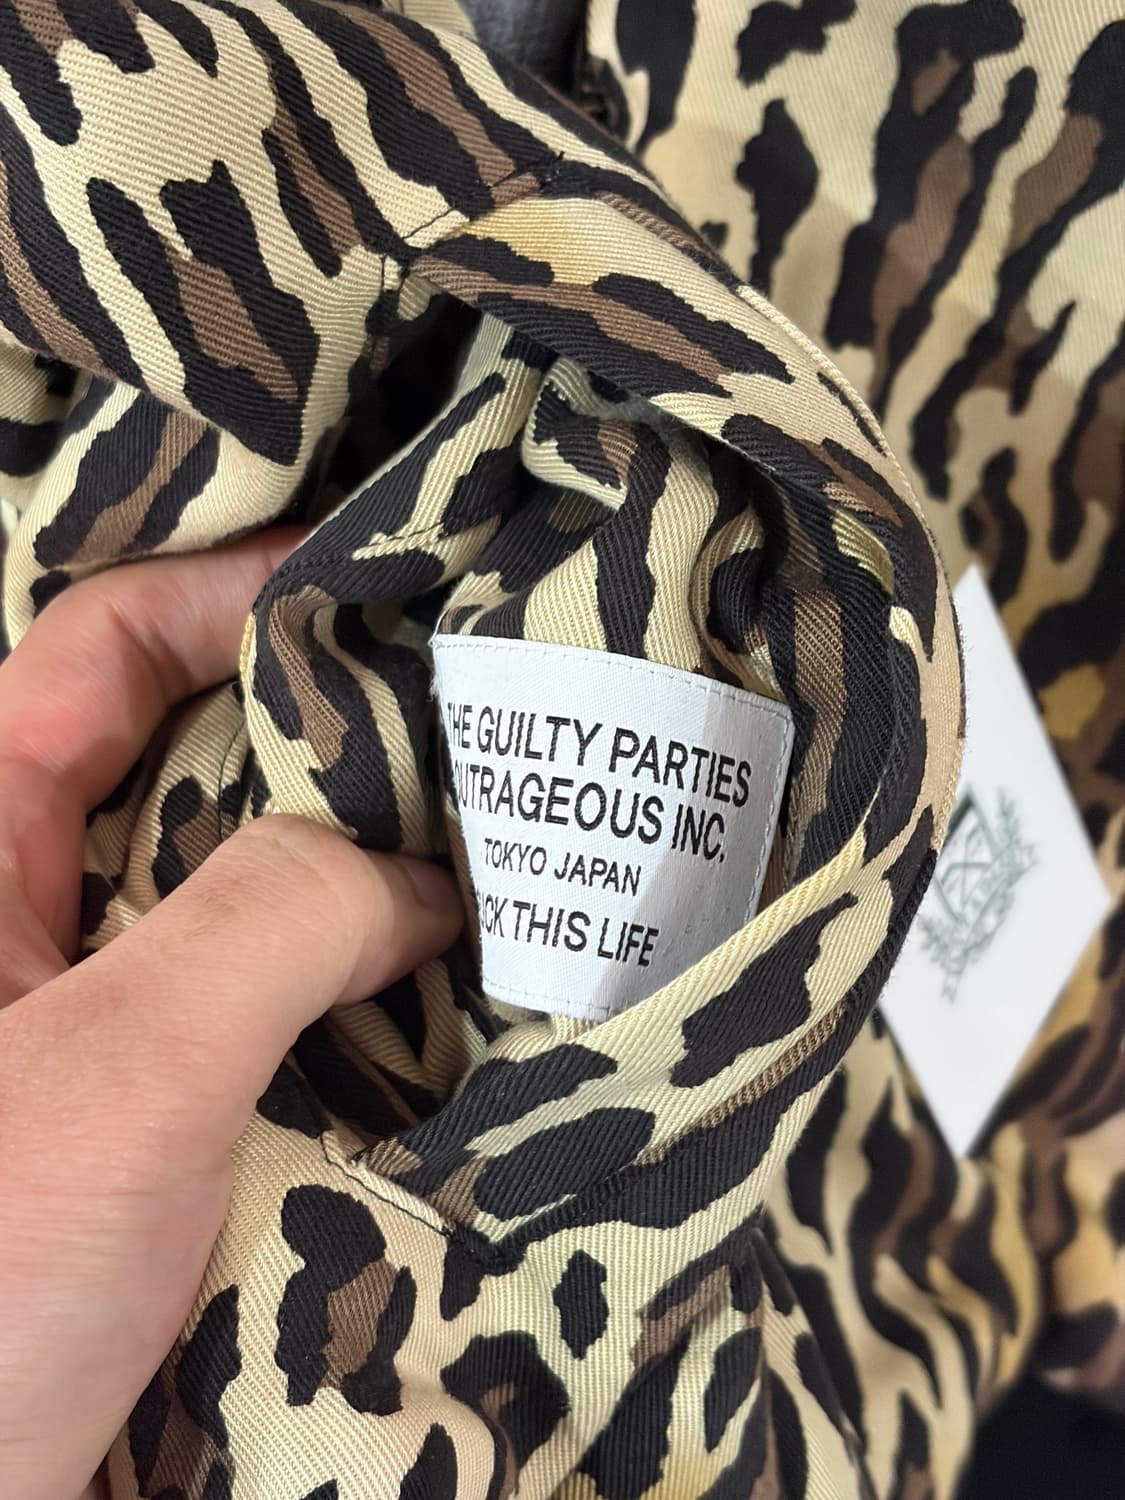 THE GUILTY PARTIES
OUTRAGEOUS INC.
TOKYO JAPAN
THIS LIFE